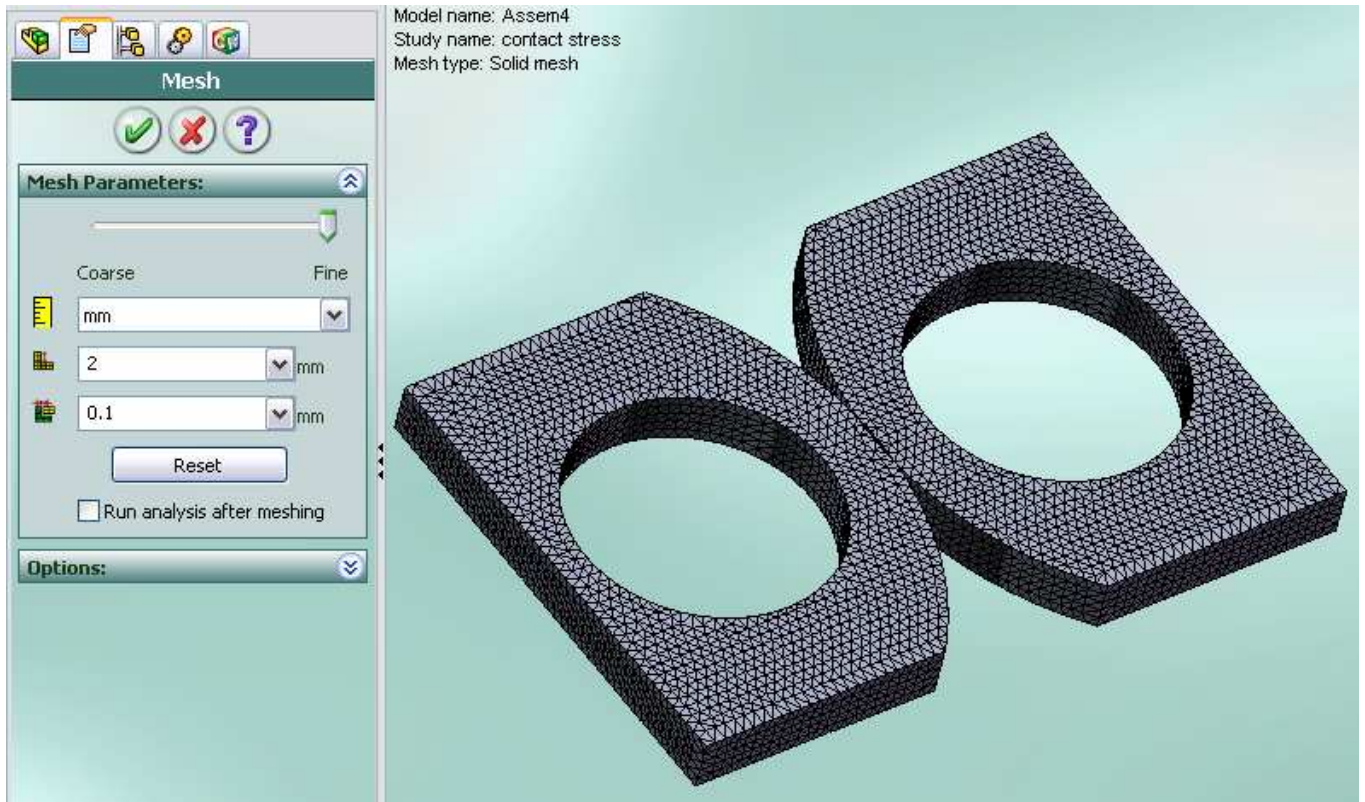 Model name: Assem4
Study name: contact stress
Mesh type: Solid mesh
Mesh
?
Mesh Parameters:
Coarse Fine
mm
2 mm
0.1 mm
Reset
Run analysis after meshing
Options: